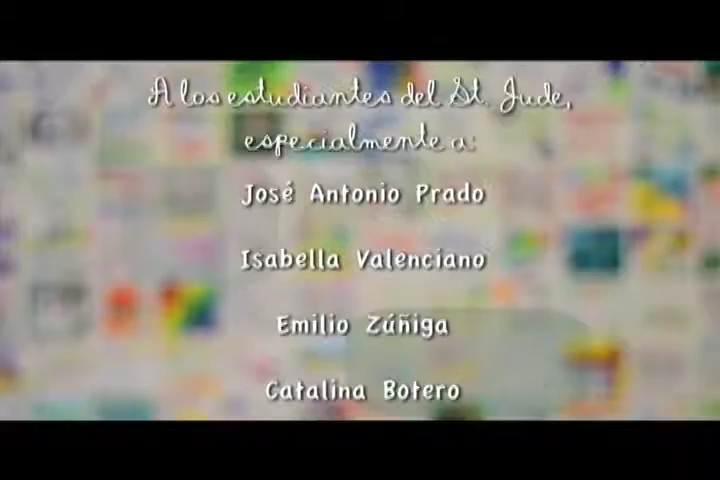 A los estudiantes del St. Jude,
especialmente a:
José Antonio Prado
Isabella Valenciano
Emilio Zúñiga
Catalina Botero